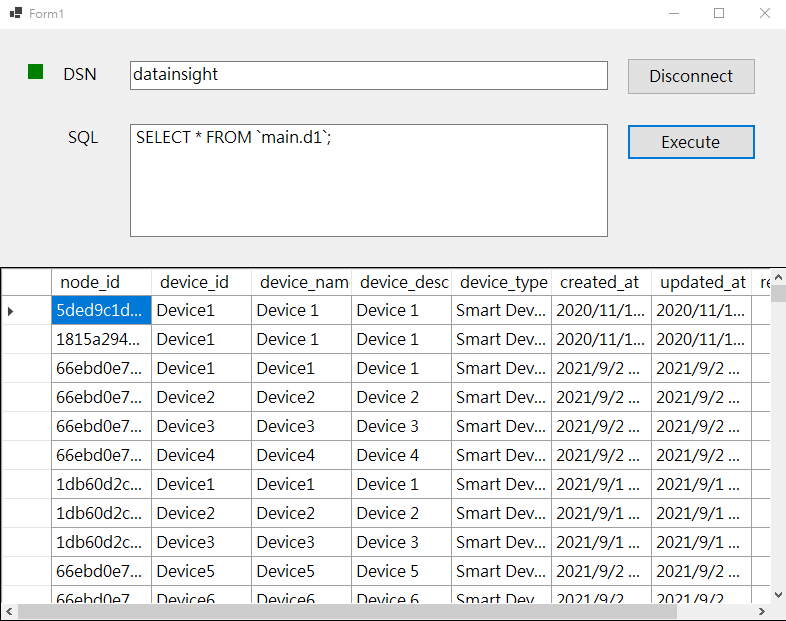 Form1
DSN datainsight Disconnect
SQL SELECT * FROM `main.d1`; Execute
node_id device_id device_nam device_desc device_type created_at updated_at re
5ded9c1d... Device1 Device 1 Device 1 Smart Dev... 2020/11/1... 2020/11/1...
1815a294... Device1 Device 1 Device 1 Smart Dev... 2020/11/1... 2020/11/1...
66ebd0e7... Device1 Device1 Device 1 Smart Dev... 2021/9/2 ... 2021/9/2 ...
66ebd0e7... Device2 Device2 Device 2 Smart Dev... 2021/9/2 ... 2021/9/2 ...
66ebd0e7... Device3 Device3 Device 3 Smart Dev... 2021/9/2 ... 2021/9/2 ...
66ebd0e7... Device4 Device4 Device 4 Smart Dev... 2021/9/2 ... 2021/9/2 ...
1db60d2c... Device1 Device1 Device 1 Smart Dev... 2021/9/1 ... 2021/9/1 ...
1db60d2c... Device2 Device2 Device 2 Smart Dev... 2021/9/1 ... 2021/9/1 ...
1db60d2c... Device3 Device3 Device 3 Smart Dev... 2021/9/1 ... 2021/9/1 ...
66ebd0e7... Device5 Device5 Device 5 Smart Dev... 2021/9/2 ... 2021/9/2 ...
66ebd0e7... Device6 Device6 Device 6 Smart Dev... 2021/9/2 ... 2021/9/2 ...